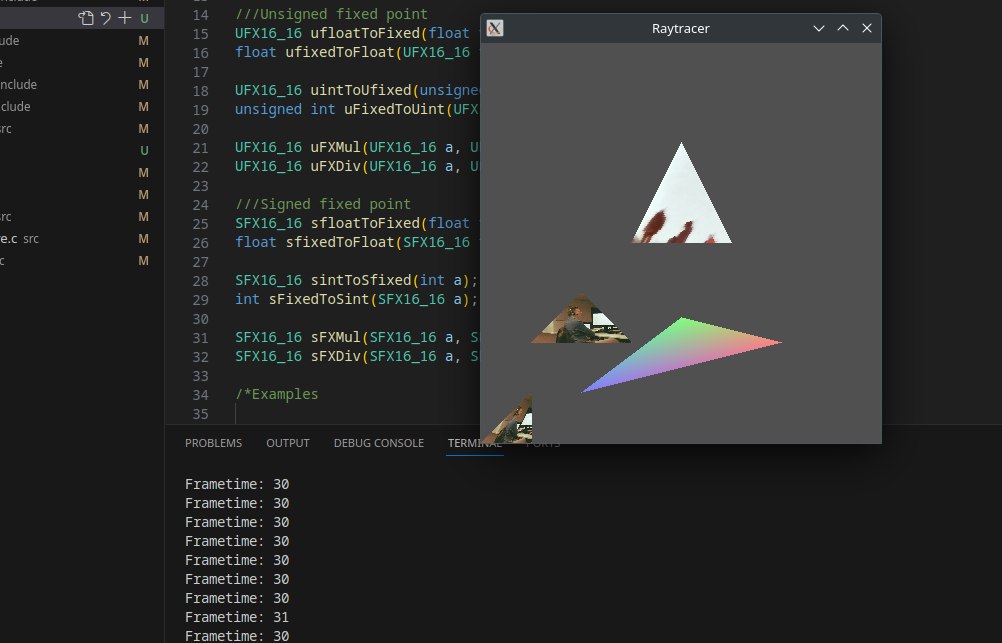 U
ude M
e M
nclude M
clude M
src M
U
M
M
src M
e.c src M
c M
14 ///Unsigned fixed point
15 UFX16_16 ufloatToFixed(float
16 float ufixedToFloat(UFX16_16
17
18 UFX16_16 uintToUfixed(unsigne
19 unsigned int uFixedToUint(UFX
20
21 UFX16_16 uFXMul(UFX16_16 a, U
22 UFX16_16 uFXDiv(UFX16_16 a, U
23
24 ///Signed fixed point
25 SFX16_16 sfloatToFixed(float
26 float sfixedToFloat(SFX16_16
27
28 SFX16_16 sintToSfixed(int a);
29 int sFixedToSint(SFX16_16 a);
30
31 SFX16_16 sFXMul(SFX16_16 a, S
32 SFX16_16 sFXDiv(SFX16_16 a, S
33
34 /*Examples
35
Raytracer
PROBLEMS OUTPUT DEBUG CONSOLE TERMINAL PORTS
Frametime: 30
Frametime: 30
Frametime: 30
Frametime: 30
Frametime: 30
Frametime: 30
Frametime: 30
Frametime: 31
Frametime: 30